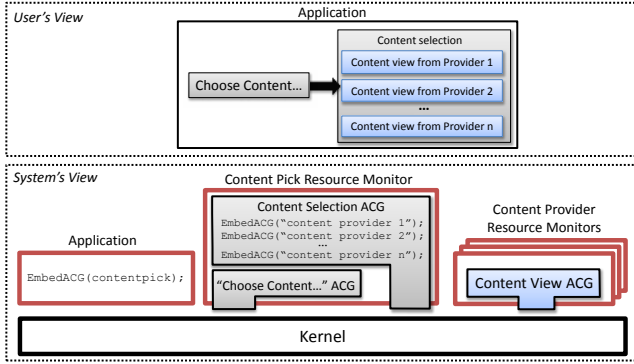 User's View
Application
Content selection
Content view from Provider 1
Choose Content…
Content view from Provider 2
...
Content view from Provider n
System's View
Content Pick Resource Monitor
Content Selection ACG
EmbedACG("content provider 1");
EmbedACG("content provider 2");
...
EmbedACG("content provider n");
Content Provider
Resource Monitors
Application
EmbedACG(contentpick);
"Choose Content…" ACG
Content View ACG
Kernel